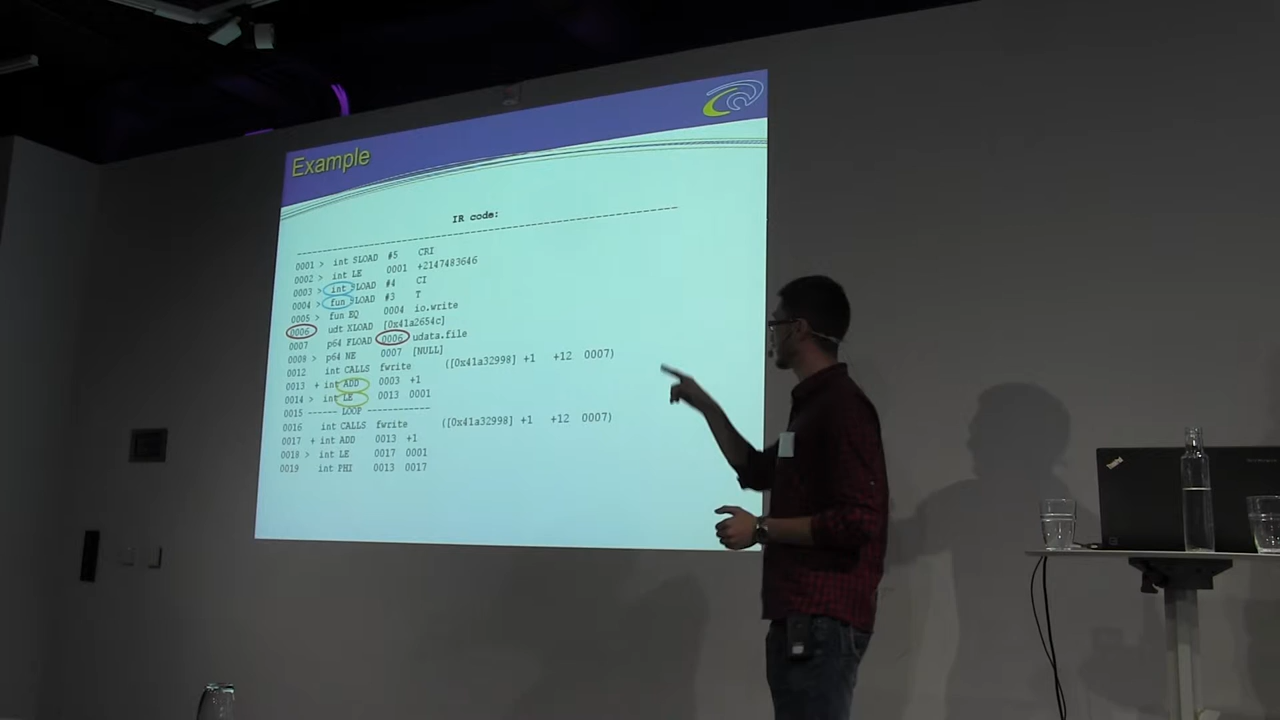 Example
IR code:
0001 > int SLOAD #5 CRI
0002 > int LE 0001 +2147483646
0003 > int SLOAD #4 CI
0004 > fun SLOAD #3 T
0005 > fun EQ 0004 io.write
0006 udt XLOAD [0x41a2654c]
0007 p64 FLOAD 0006 udata.file
0008 > p64 NE 0007 [NULL]
0012 int CALLS fwrite ([0x41a32998] +1 +12 0007)
0013 + int ADD 0003 +1
0014 > int LE 0013 0001
0015 ------ LOOP ------------
0016 int CALLS fwrite ([0x41a32998] +1 +12 0007)
0017 + int ADD 0013 +1
0018 > int LE 0017 0001
0019 int PHI 0013 0017